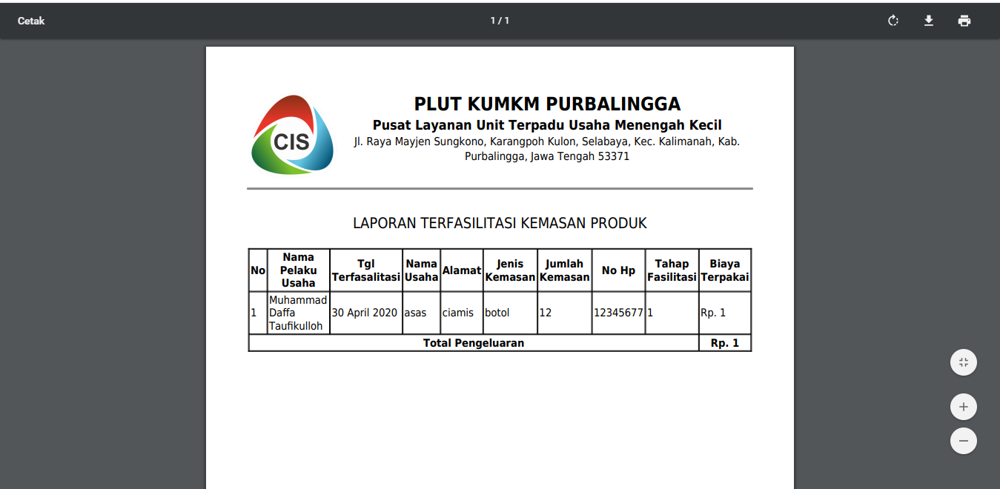 Cetak
1 / 1
CIS
PLUT KUMKM PURBALINGGA
Pusat Layanan Unit Terpadu Usaha Menengah Kecil
Jl. Raya Mayjen Sungkono, Karangpoh Kulon, Selabaya, Kec. Kalimanah, Kab.
Purbalingga, Jawa Tengah 53371
LAPORAN TERFASILITASI KEMASAN PRODUK
No Nama Pelaku Usaha Tgl Terfasalitasi Nama Usaha Alamat Jenis Kemasan Jumlah Kemasan No Hp Tahap Fasilitasi Biaya Terpakai
1 Muhammad Daffa Taufikulloh 30 April 2020 asas ciamis botol 12 12345677 1 Rp. 1
Total Pengeluaran Rp. 1